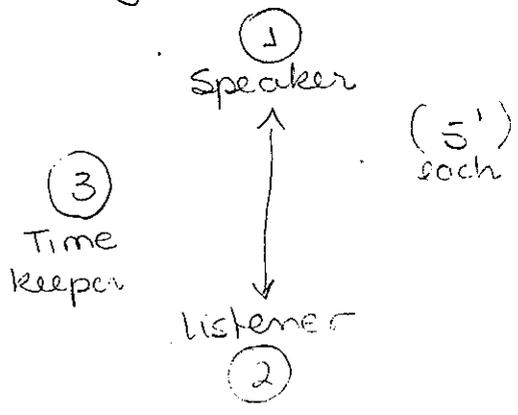 1
Speaker
(5')
each
3
Time
keeper
listener
2